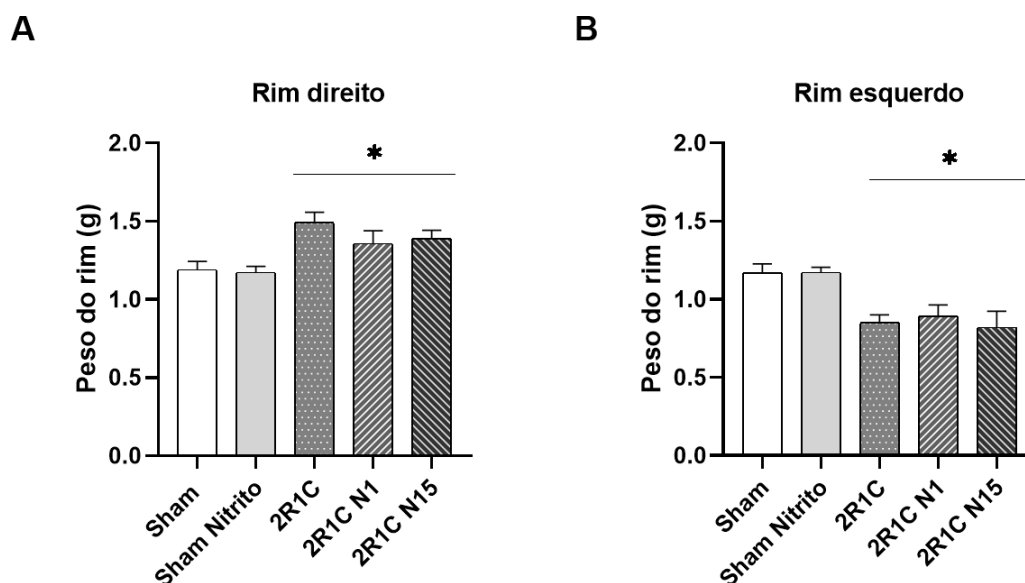 A
Rim direito
Peso do rim (g)
2.0
1.5
1.0
0.5
0.0
*
Sham
Sham Nitrito
2R1C
2R1C N1
2R1C N15
B
Rim esquerdo
Peso do rim (g)
2.0
1.5
1.0
0.5
0.0
*
Sham
Sham Nitrito
2R1C
2R1C N1
2R1C N15